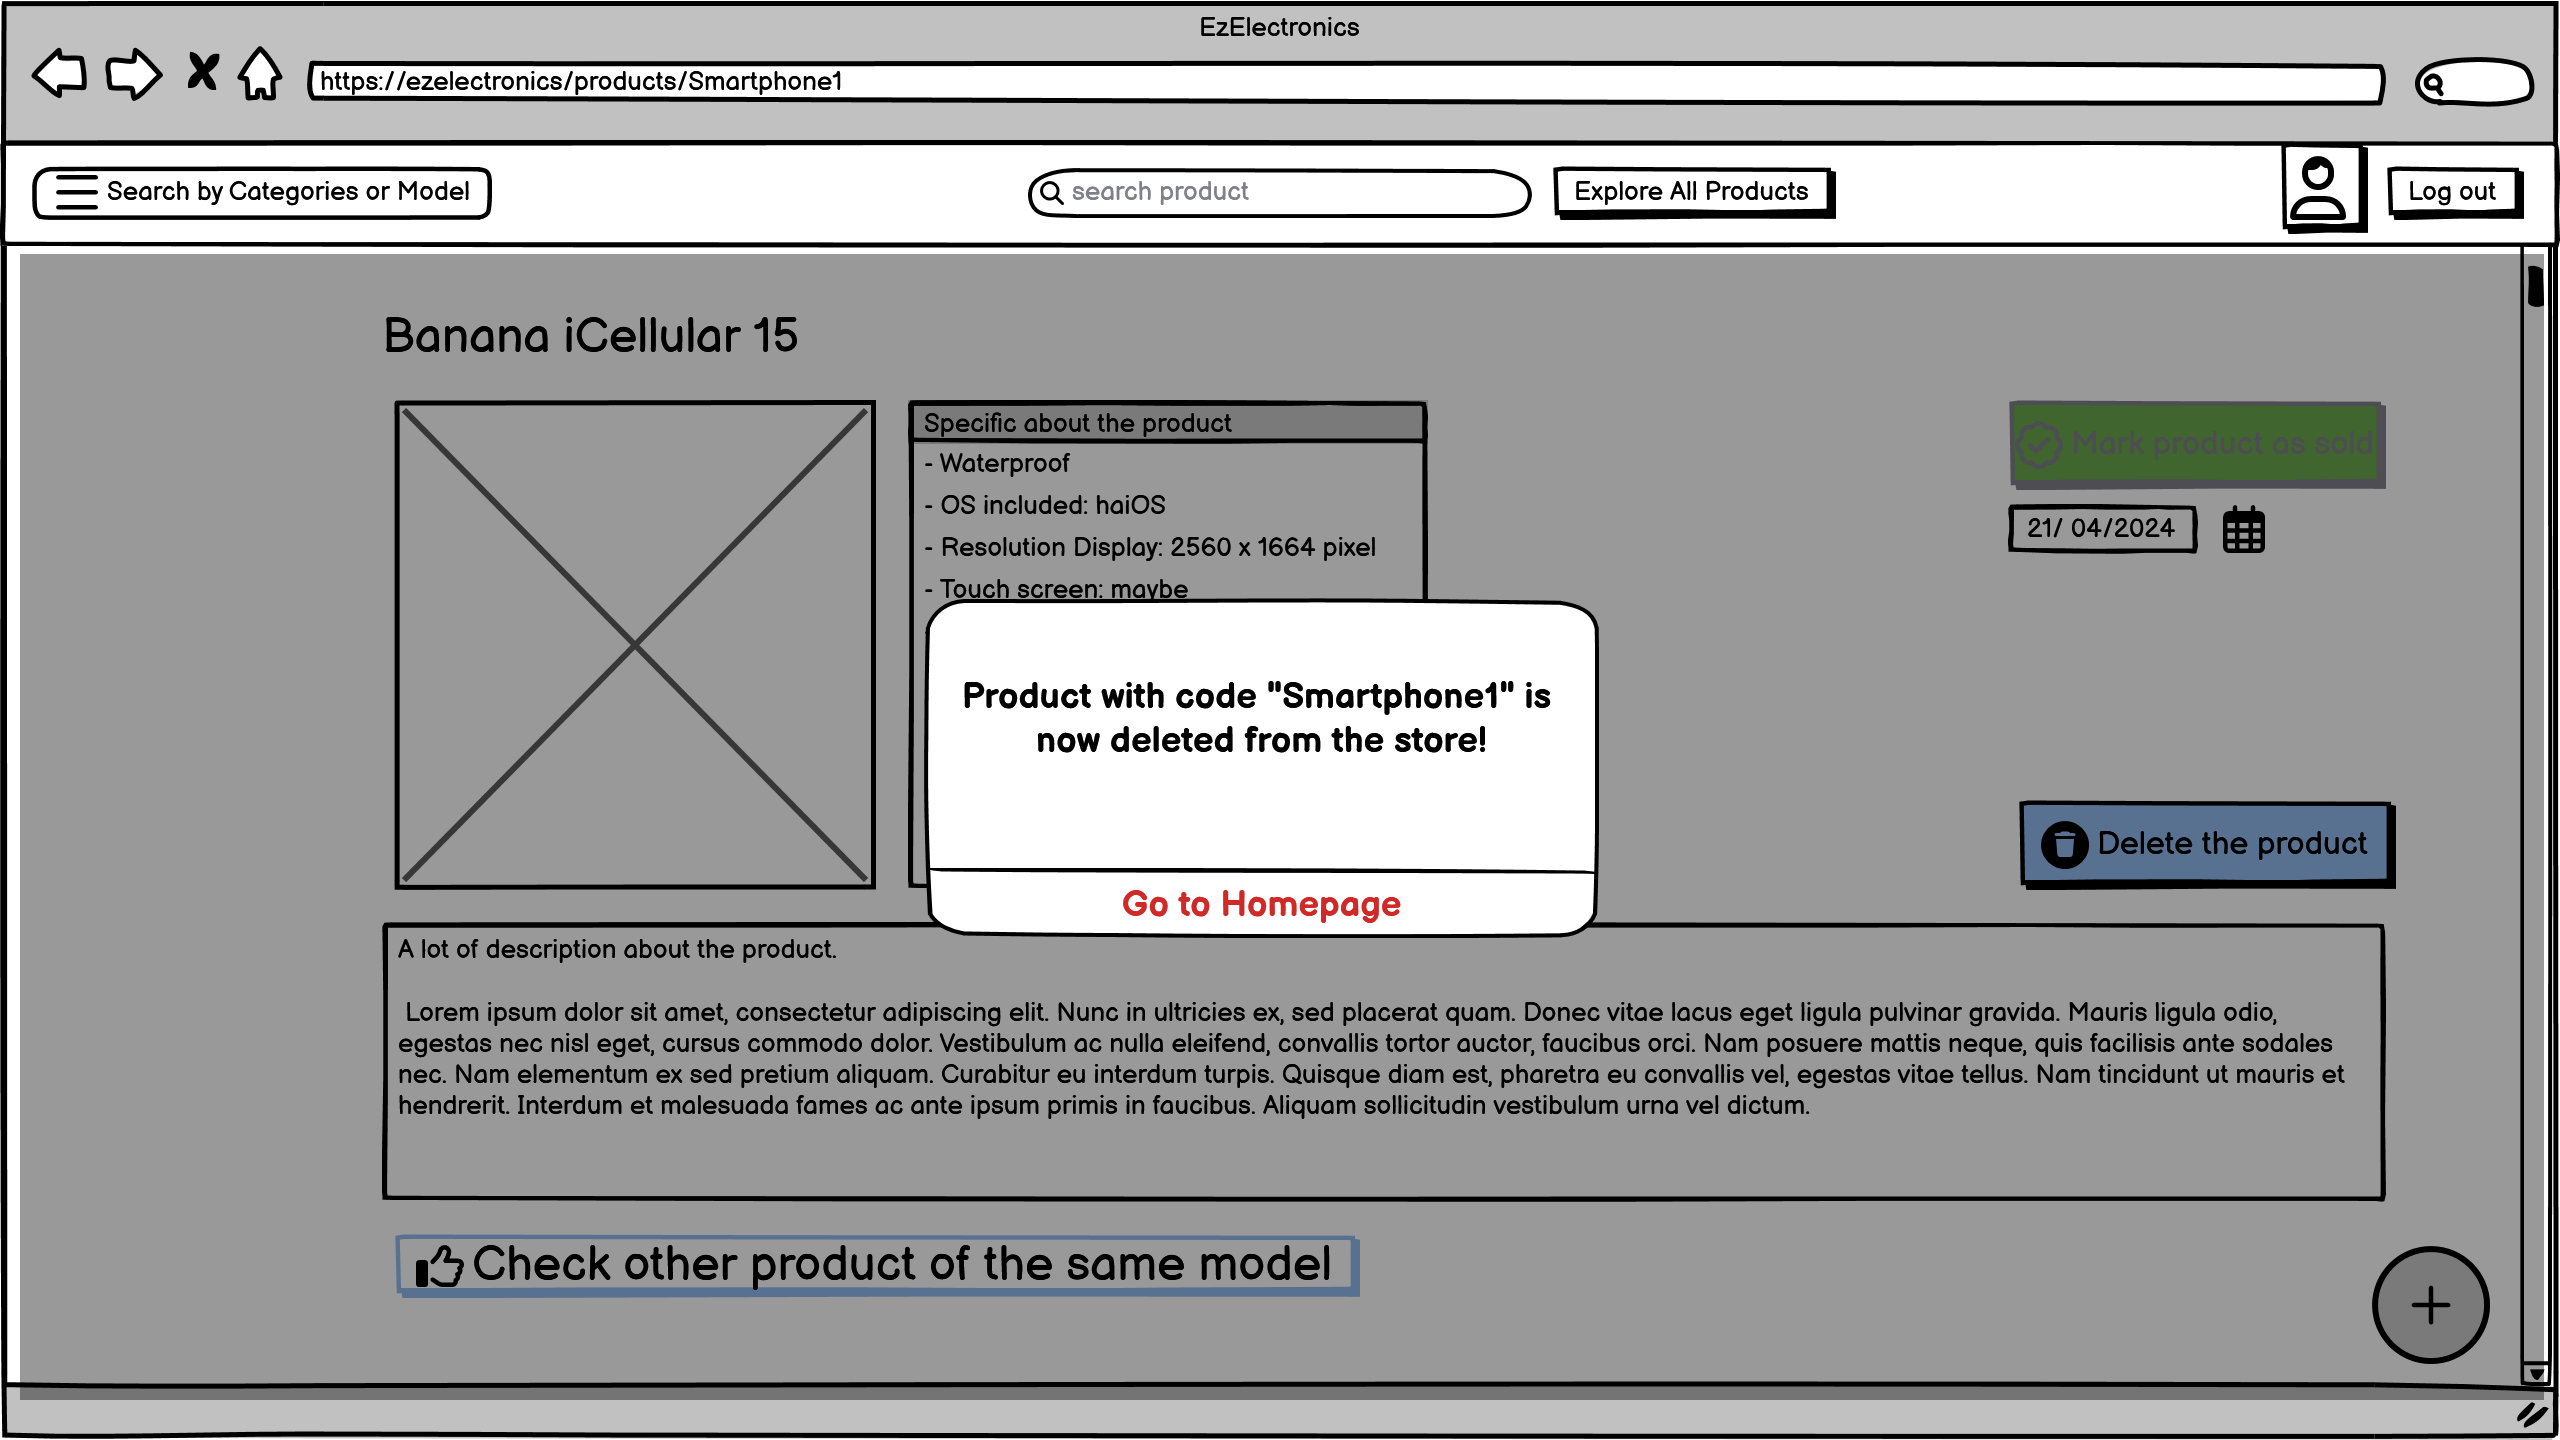 EzElectronics
https://ezelectronics/products/Smartphone1
Search by Categories or Model
search product
Explore All Products
Log out
Banana iCellular 15
Specific about the product
- Waterproof
- OS included: haiOS
- Resolution Display: 2560 x 1664 pixel
- Touch screen: maybe
Mark product as sold
21/ 04/2024
Product with code "Smartphone1" is
now deleted from the store!
Go to Homepage
Delete the product
A lot of description about the product.
Lorem ipsum dolor sit amet, consectetur adipiscing elit. Nunc in ultricies ex, sed placerat quam. Donec vitae lacus eget ligula pulvinar gravida. Mauris ligula odio,
egestas nec nisl eget, cursus commodo dolor. Vestibulum ac nulla eleifend, convallis tortor auctor, faucibus orci. Nam posuere mattis neque, quis facilisis ante sodales
nec. Nam elementum ex sed pretium aliquam. Curabitur eu interdum turpis. Quisque diam est, pharetra eu convallis vel, egestas vitae tellus. Nam tincidunt ut mauris et
hendrerit. Interdum et malesuada fames ac ante ipsum primis in faucibus. Aliquam sollicitudin vestibulum urna vel dictum.
Check other product of the same model